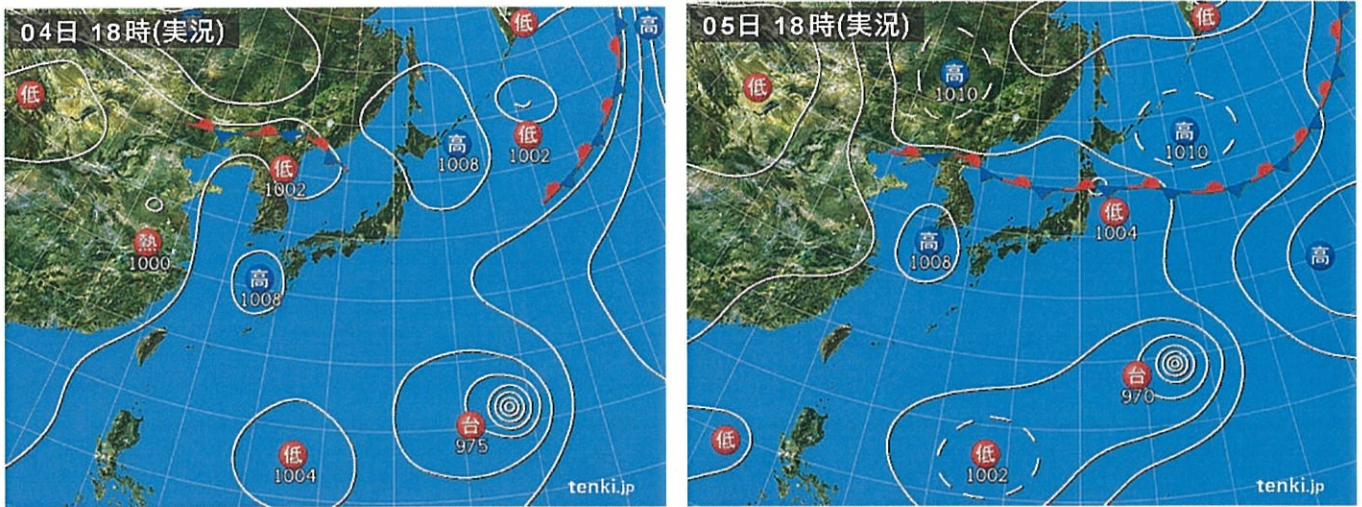 04日 18時(実況)
低
高
低
高
1008
低
1002
低
1002
熱
1000
高
1008
台
975
低
1004
tenki.jp
05日 18時(実況)
低
低
高
1010
高
1010
低
1004
高
1008
高
台
970
低
低
1002
tenki.jp